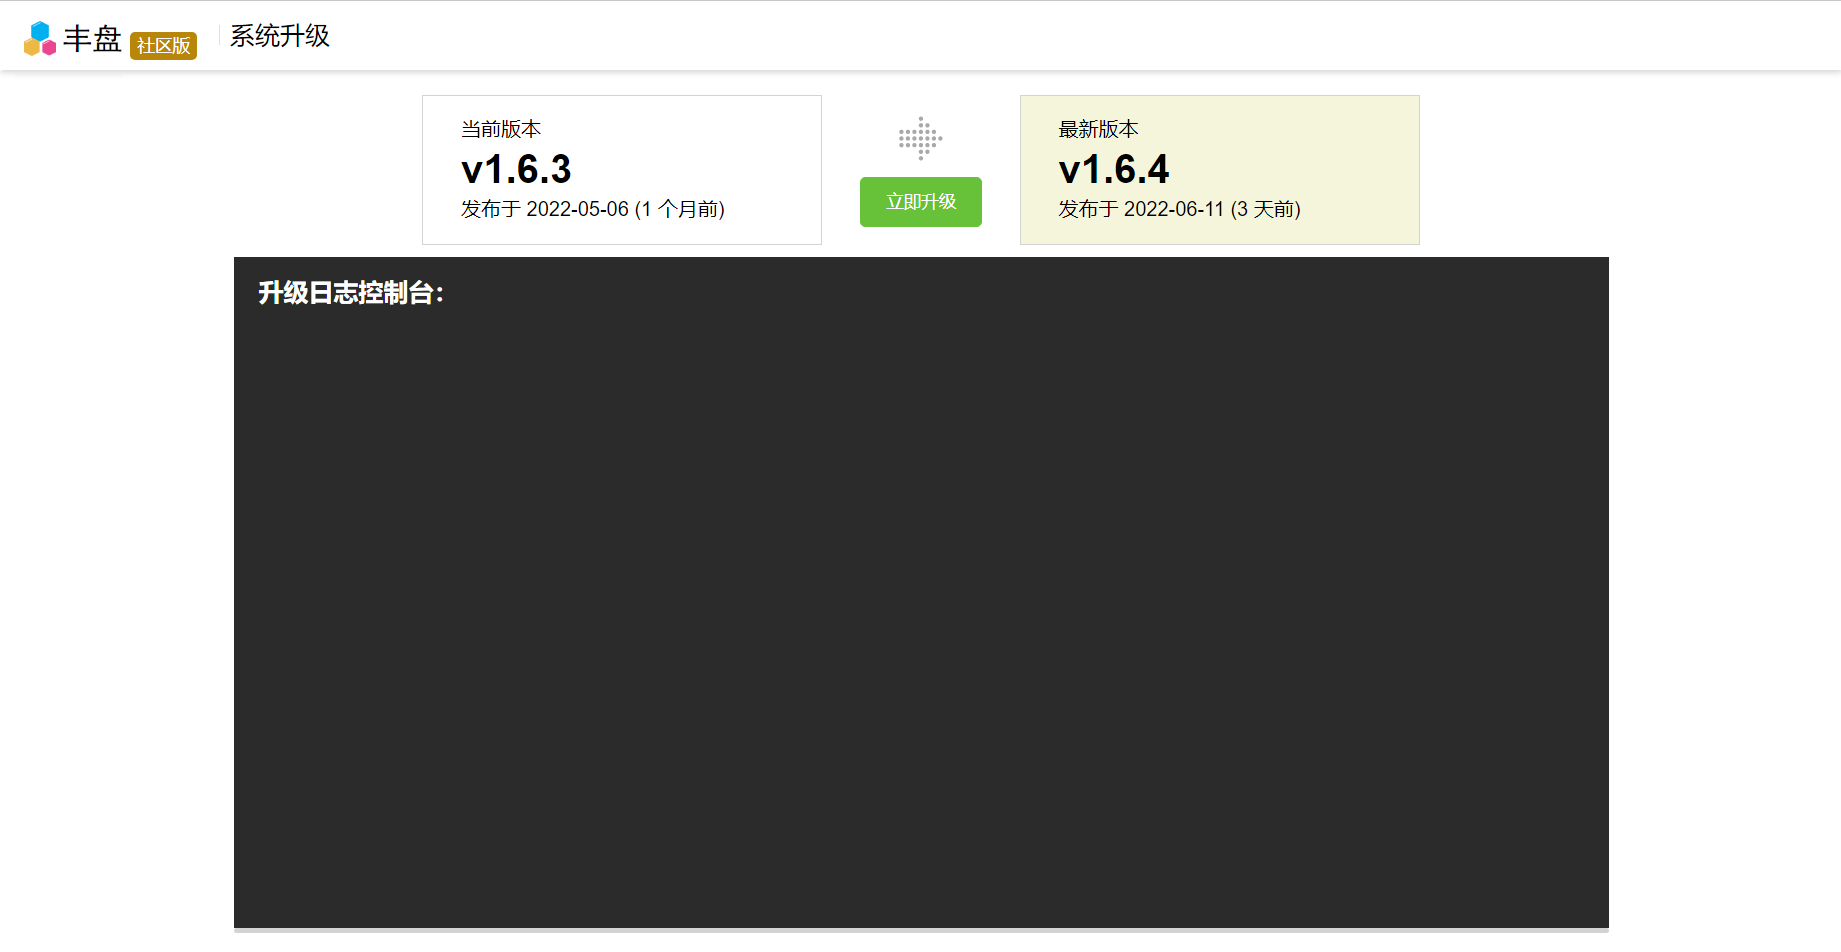 丰盘 社区版 系统升级
当前版本
v1.6.3
发布于 2022-05-06 (1 个月前)
立即升级
最新版本
v1.6.4
发布于 2022-06-11 (3 天前)
升级日志控制台：